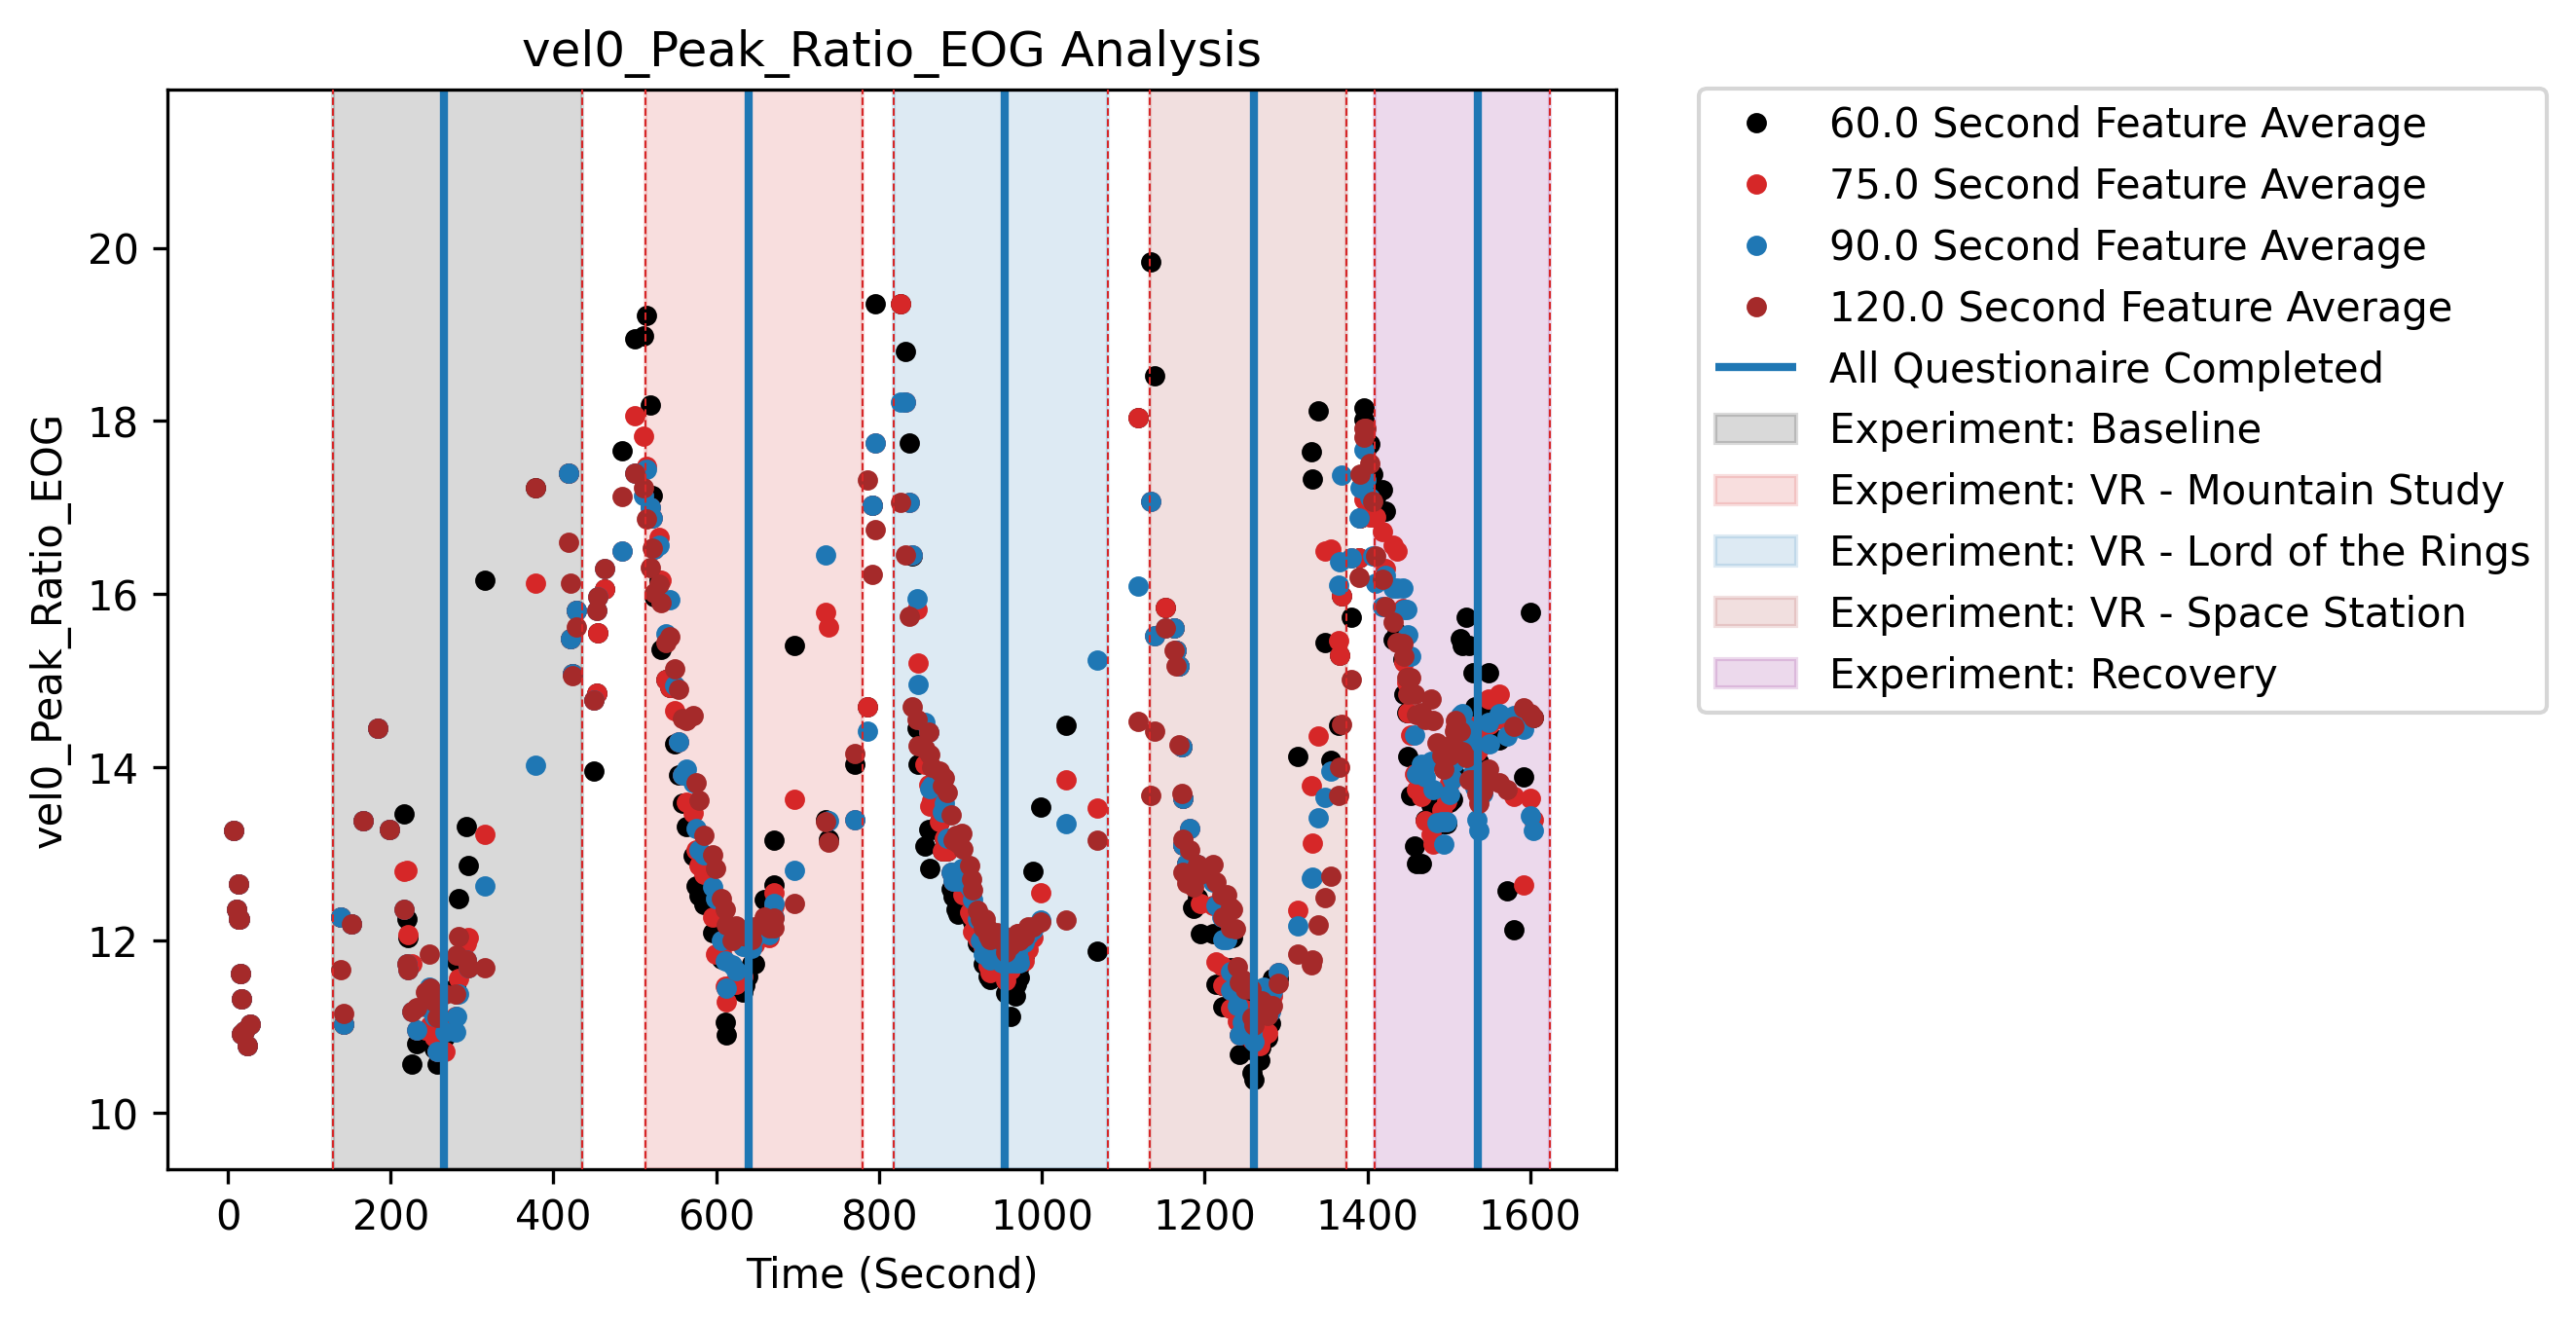 vel0_Peak_Ratio_EOG Analysis
vel0_Peak_Ratio_EOG
20
18
16
14
12
10
0 200 400 600 800 1000 1200 1400 1600
Time (Second)
60.0 Second Feature Average
75.0 Second Feature Average
90.0 Second Feature Average
120.0 Second Feature Average
All Questionaire Completed
Experiment: Baseline
Experiment: VR - Mountain Study
Experiment: VR - Lord of the Rings
Experiment: VR - Space Station
Experiment: Recovery